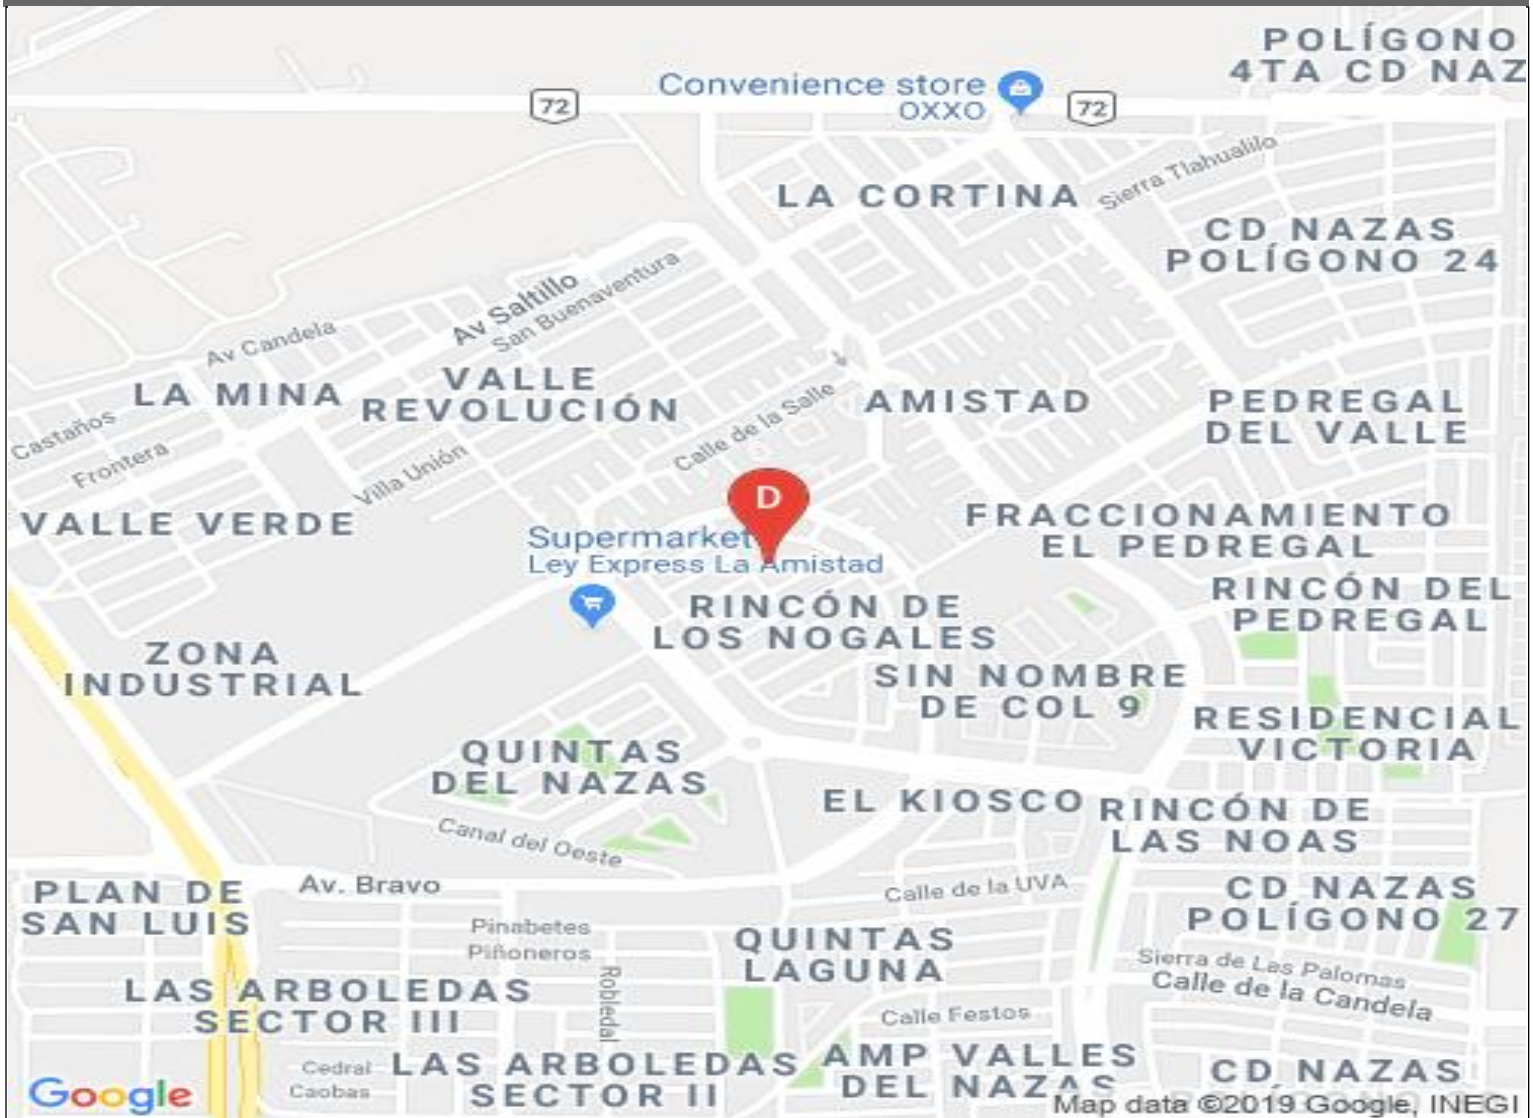 POLÍGONO
4TA CD NAZ
Convenience store
OXXO
72
72
Sierra Tlahualilo
LA CORTINA
CD NAZAS
POLÍGONO 24
Av Saltillo
San Buenaventura
Av Candela
LA MINA
VALLE
REVOLUCIÓN
Calle de la Salle
AMISTAD
PEDREGAL
DEL VALLE
Castaños
Frontera
Villa Unión
VALLE VERDE
D
FRACCIONAMIENTO
EL PEDREGAL
Supermarket
Ley Express La Amistad
RINCÓN DE
LOS NOGALES
RINCÓN DEL
PEDREGAL
ZONA
INDUSTRIAL
SIN NOMBRE
DE COL 9
RESIDENCIAL
VICTORIA
QUINTAS
DEL NAZAS
EL KIOSCO
RINCÓN DE
LAS NOAS
Canal del Oeste
Av. Bravo
Calle de la UVA
PLAN DE
SAN LUIS
CD NAZAS
POLÍGONO 27
Pinabetes
Piñoneros
QUINTAS
LAGUNA
Robledal
Sierra de Las Palomas
Calle de la Candela
LAS ARBOLEDAS
SECTOR III
Calle Festos
Cedral
Caobas
LAS ARBOLEDAS
SECTOR II
AMP VALLES
DEL NAZAS
CD NAZAS
Google
Map data ©2019 Google, INEGI